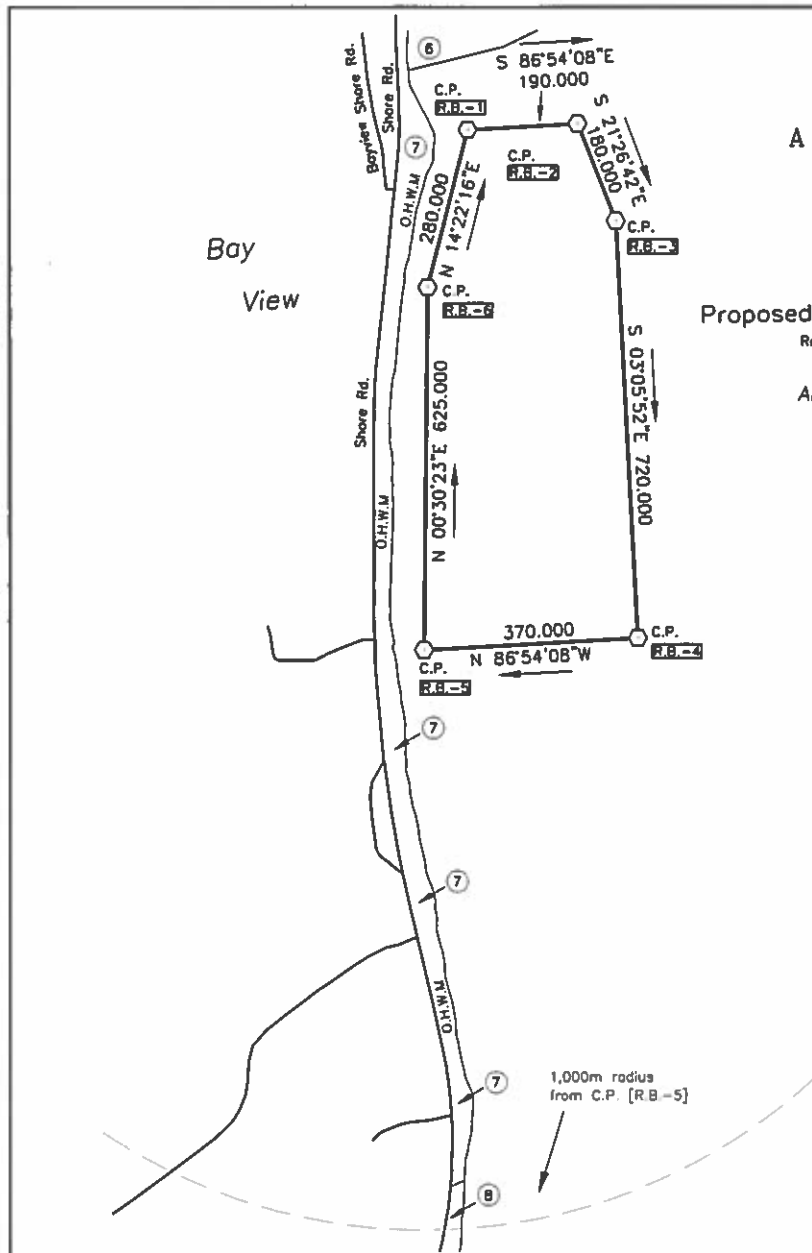 6
S 86°54'08"E
190.000
C.P.
R.B.-1
Bayview Shore Rd.
Shore Rd.
S 21°26'42"E
180.000
A
7
C.P.
R.B.-2
O.H.W.M
280.000
N 14°22'16"E
C.P.
R.B.-3
Bay
View
C.P.
R.B.-6
Proposed
Shore Rd.
N 00°30'23"E 625.000
S 03°05'52"E 720.000
O.H.W.M
370.000
N 86°54'08"W
C.P.
R.B.-4
C.P.
R.B.-5
7
7
O.H.W.M
7
1,000m radius
from C.P. [R.B.-5]
8